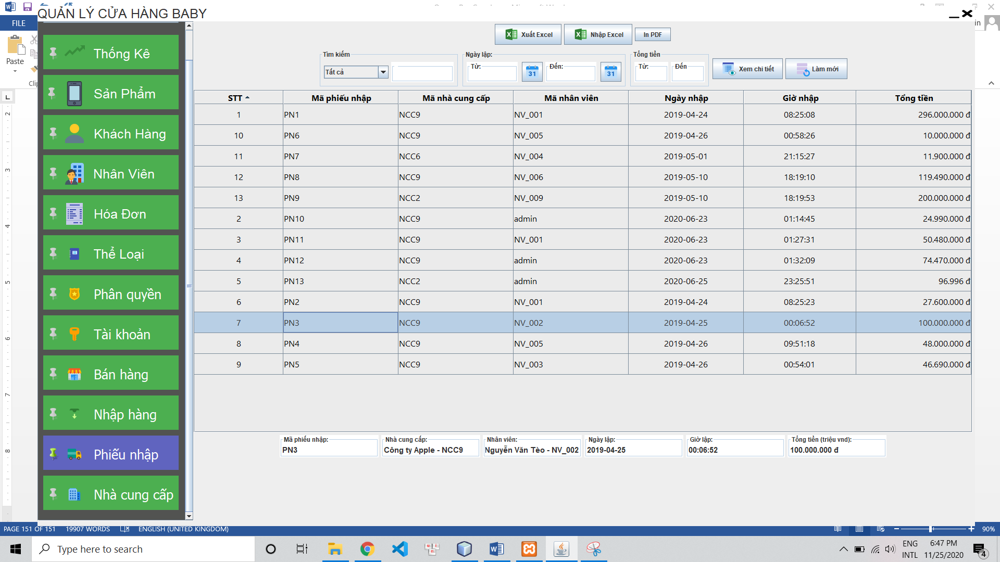 QUẢN LÝ CỬA HÀNG BABY
FILE
in
Paste
Thống Kê
Sản Phẩm
Khách Hàng
Nhân Viên
Hóa Đơn
Thể Loại
Phân quyền
Tài khoản
Bán hàng
Nhập hàng
Phiếu nhập
Nhà cung cấp
Xuất Excel Nhập Excel In PDF
Tìm kiếm Ngày lập: Tổng tiền
Tất cả Từ: 31 Đến: 31 Từ: Đến Xem chi tiết Làm mới
STT Mã phiếu nhập Mã nhà cung cấp Mã nhân viên Ngày nhập Giờ nhập Tổng tiền
1 PN1 NCC9 NV_001 2019-04-24 08:25:08 296.000.000 đ
10 PN6 NCC9 NV_005 2019-04-26 00:58:26 10.000.000 đ
11 PN7 NCC6 NV_004 2019-05-01 21:15:27 11.900.000 đ
12 PN8 NCC9 NV_006 2019-05-10 18:19:10 119.490.000 đ
13 PN9 NCC2 NV_009 2019-05-10 18:19:53 200.000.000 đ
2 PN10 NCC9 admin 2020-06-23 01:14:45 24.990.000 đ
3 PN11 NCC9 NV_001 2020-06-23 01:27:31 50.480.000 đ
4 PN12 NCC9 admin 2020-06-23 01:32:09 74.470.000 đ
5 PN13 NCC2 admin 2020-06-25 23:25:51 96.996 đ
6 PN2 NCC9 NV_001 2019-04-24 08:25:23 27.600.000 đ
7 PN3 NCC9 NV_002 2019-04-25 00:06:52 100.000.000 đ
8 PN4 NCC9 NV_005 2019-04-26 09:51:18 48.000.000 đ
9 PN5 NCC9 NV_003 2019-04-26 00:54:01 46.690.000 đ
Mã phiếu nhập: Nhà cung cấp: Nhân viên: Ngày lập: Giờ lập: Tổng tiền (triệu vnd):
PN3 Công ty Apple - NCC9 Nguyễn Văn Tèo - NV_002 2019-04-25 00:06:52 100.000.000 đ
2
3
4
5
6
7
8
PAGE 151 OF 151 19907 WORDS ENGLISH (UNITED KINGDOM) 90%
Type here to search
ENG 6:47 PM
INTL 11/25/2020 4